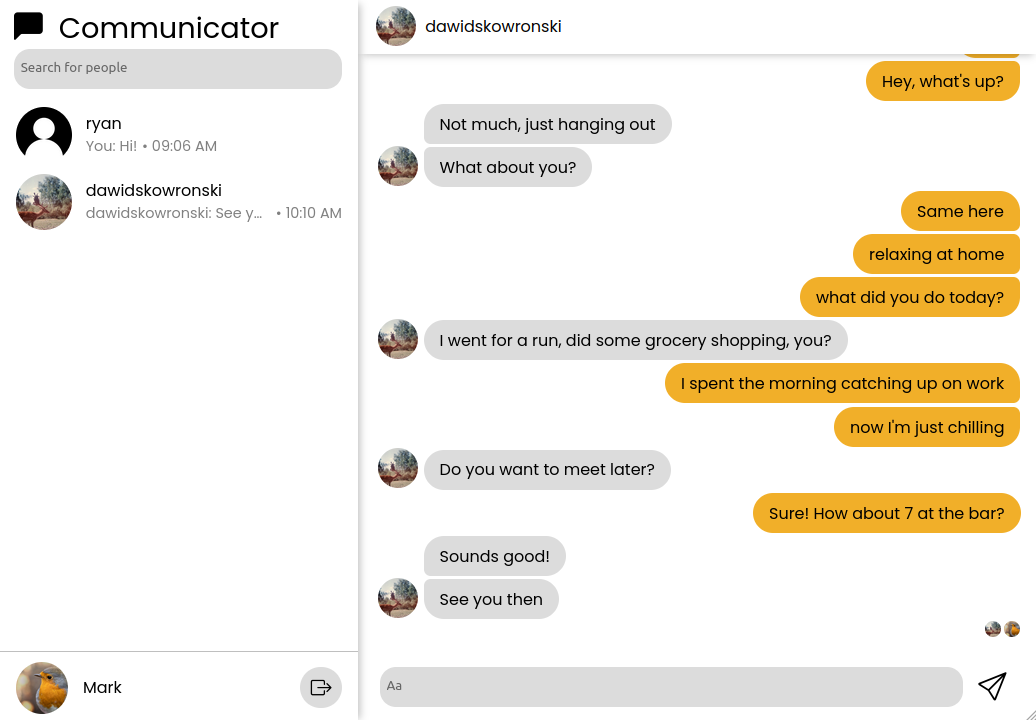 Communicator
Search for people
ryan
You: Hi! • 09:06 AM
dawidskowronski
dawidskowronski: See y... • 10:10 AM
Mark
dawidskowronski
Hey, what's up?
Not much, just hanging out
What about you?
Same here
relaxing at home
what did you do today?
I went for a run, did some grocery shopping, you?
I spent the morning catching up on work
now I'm just chilling
Do you want to meet later?
Sure! How about 7 at the bar?
Sounds good!
See you then
Aa